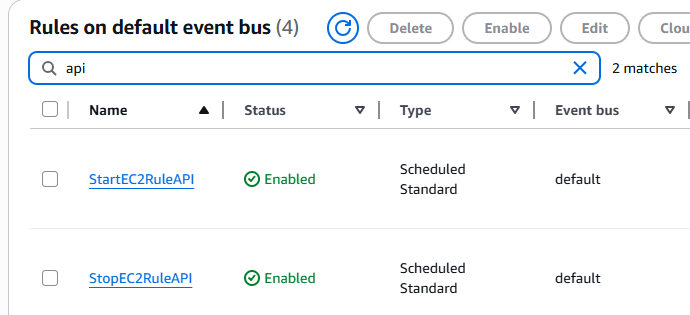 Rules on default event bus (4)
Delete
Enable
Edit
Clou
api
2 matches
Name
Status
Type
Event bus
StartEC2RuleAPI
Enabled
Scheduled
Standard
default
StopEC2RuleAPI
Enabled
Scheduled
Standard
default